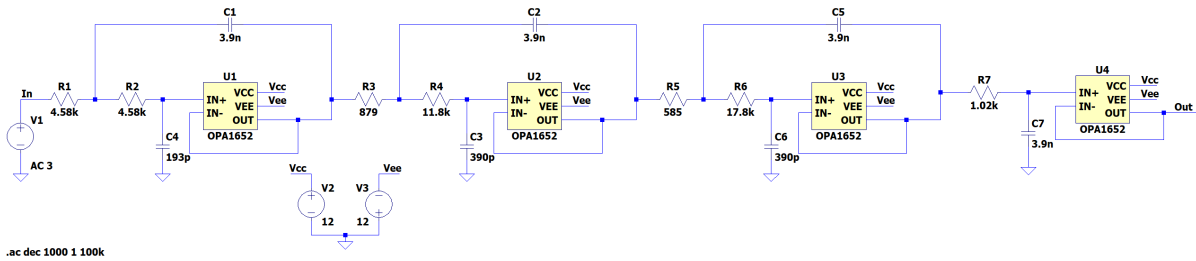 C1
3.9n
C2
3.9n
C5
3.9n
In
R1
4.58k
R2
4.58k
U1
IN+
IN-
VCC
VEE
OUT
OPA1652
Vcc
Vee
R3
879
R4
11.8k
U2
IN+
IN-
VCC
VEE
OUT
OPA1652
Vcc
Vee
R5
585
R6
17.8k
U3
IN+
IN-
VCC
VEE
OUT
OPA1652
Vcc
Vee
R7
1.02k
U4
IN+
IN-
VCC
VEE
OUT
OPA1652
Vcc
Vee
Out
V1
AC 3
C4
193p
C3
390p
C6
390p
C7
3.9n
Vcc
V2
12
Vee
V3
12
.ac dec 1000 1 100k